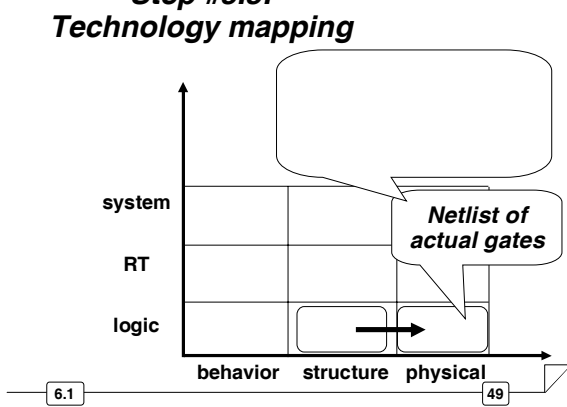 Technology mapping
system
Netlist of
actual gates
RT
logic
behavior structure physical
6.1
49